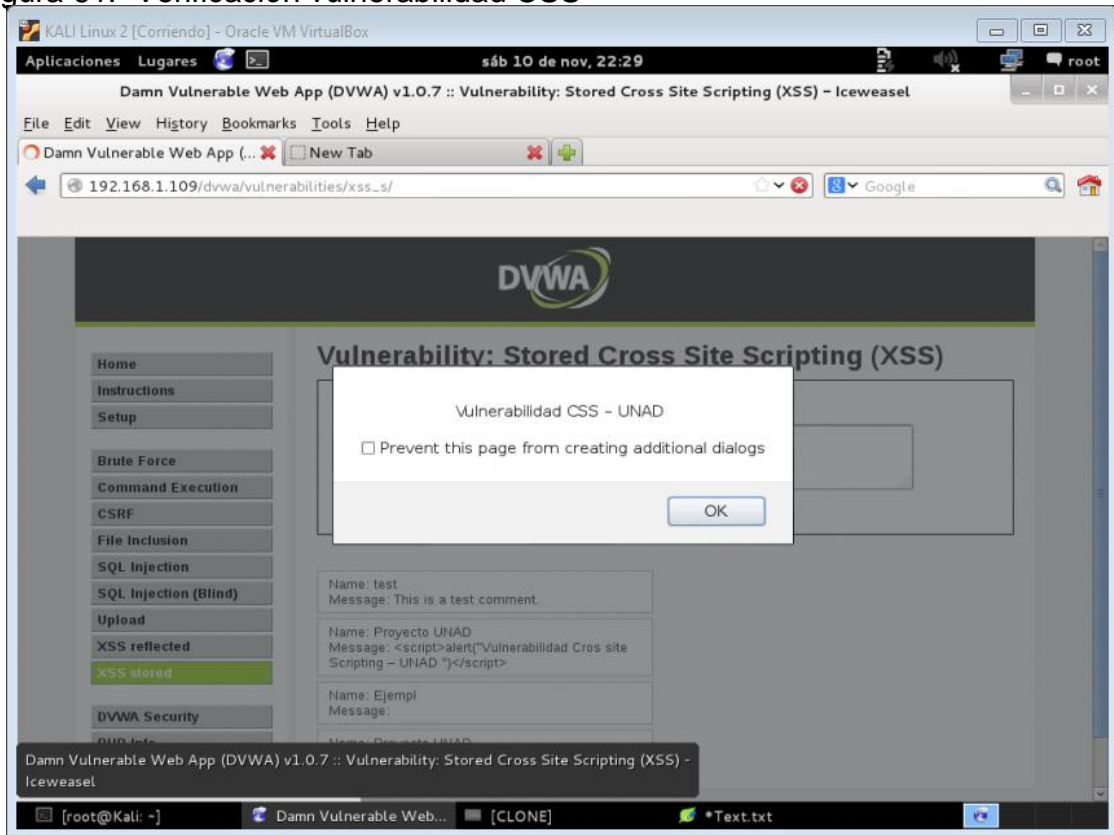 gura 61. Verificación vulnerabilidad CSS
KALI Linux 2 [Corriendo] - Oracle VM VirtualBox
Aplicaciones Lugares sáb 10 de nov, 22:29 root
Damn Vulnerable Web App (DVWA) v1.0.7 :: Vulnerability: Stored Cross Site Scripting (XSS) - Iceweasel
File Edit View History Bookmarks Tools Help
Damn Vulnerable Web App (... New Tab
192.168.1.109/dvwa/vulnerabilities/xss_s/ Google
DVWA
Vulnerability: Stored Cross Site Scripting (XSS)
Home
Instructions
Setup
Brute Force
Command Execution
CSRF
File Inclusion
SQL Injection
SQL Injection (Blind)
Upload
XSS reflected
XSS stored
DVWA Security
Vulnerabilidad CSS - UNAD
Prevent this page from creating additional dialogs
OK
Name: test
Message: This is a test comment.
Name: Proyecto UNAD
Message: <script>alert("Vulnerabilidad Cros site
Scripting – UNAD ")</script>
Name: Ejempl
Message:
Damn Vulnerable Web App (DVWA) v1.0.7 :: Vulnerability: Stored Cross Site Scripting (XSS) -
Iceweasel
[root@Kali: ~] Damn Vulnerable Web... [CLONE] *Text.txt